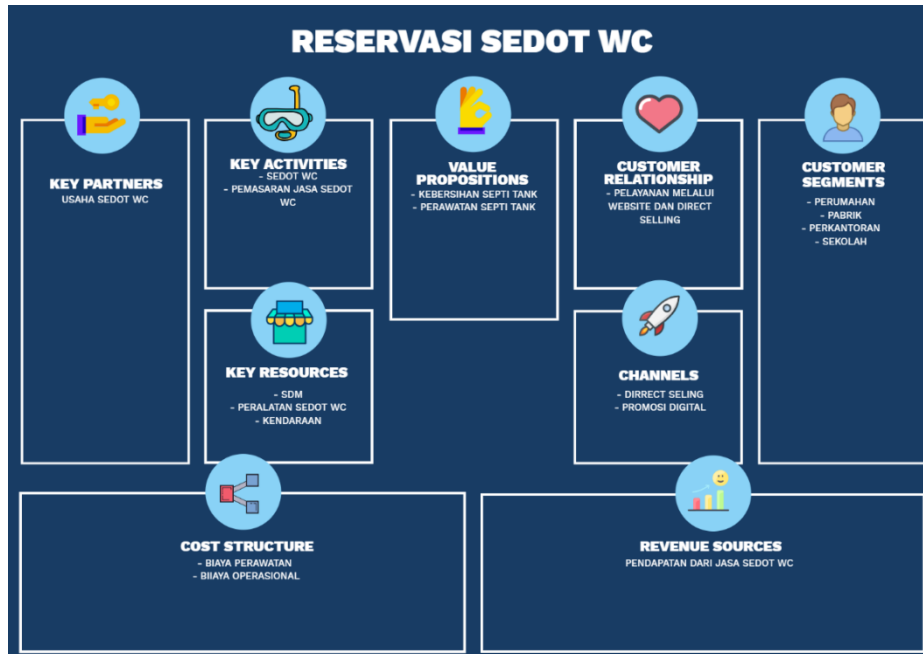 RESERVASI SEDOT WC
KEY PARTNERS
USAHA SEDOT WC
KEY ACTIVITIES
- SEDOT WC
- PEMASARAN JASA SEDOT
WC
KEY RESOURCES
- SDM
- PERALATAN SEDOT WC
- KENDARAAN
VALUE
PROPOSITIONS
- KEBERSIHAN SEPTI TANK
- PERAWATAN SEPTI TANK
CUSTOMER
RELATIONSHIP
- PELAYANAN MELALUI
WEBSITE DAN DIRECT
SELLING
CHANNELS
- DIRRECT SELING
- PROMOSI DIGITAL
CUSTOMER
SEGMENTS
- PERUMAHAN
- PABRIK
- PERKANTORAN
- SEKOLAH
COST STRUCTURE
- BIAYA PERAWATAN
- BIIAYA OPERASIONAL
REVENUE SOURCES
PENDAPATAN DARI JASA SEDOT WC